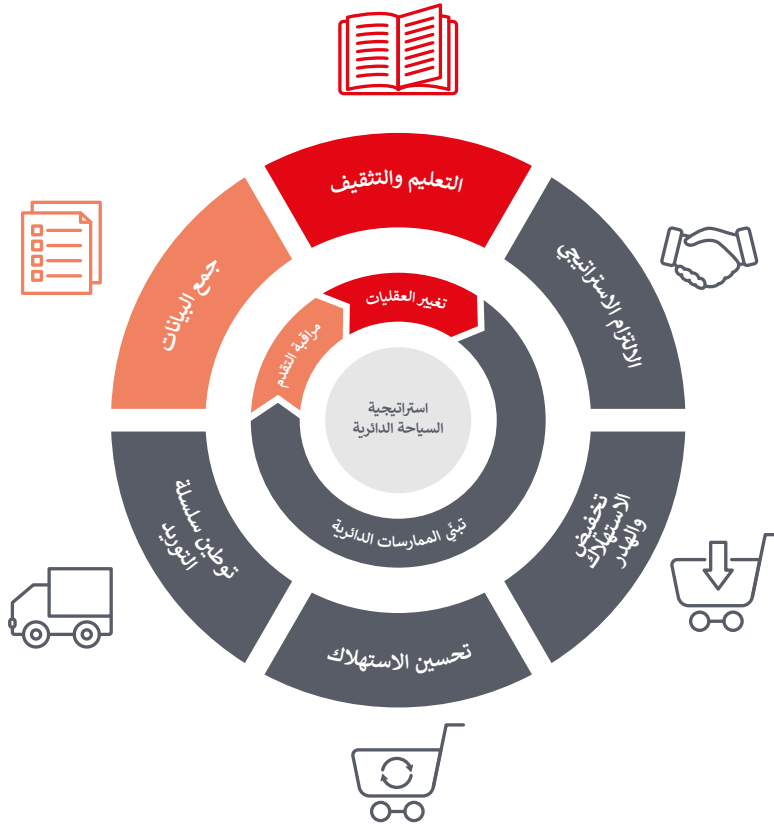 التعليم والتثقيف
الالتزام الاستراتيجي
تخفيض
الاستهلاك
والهدر
تحسين الاستهلاك
توطين سلسلة
التوريد
جمع البيانات
تغيير العقليات
تبنّي الممارسات الدائرية
مراقبة التقدم
استراتيجية
السياحة الدائرية